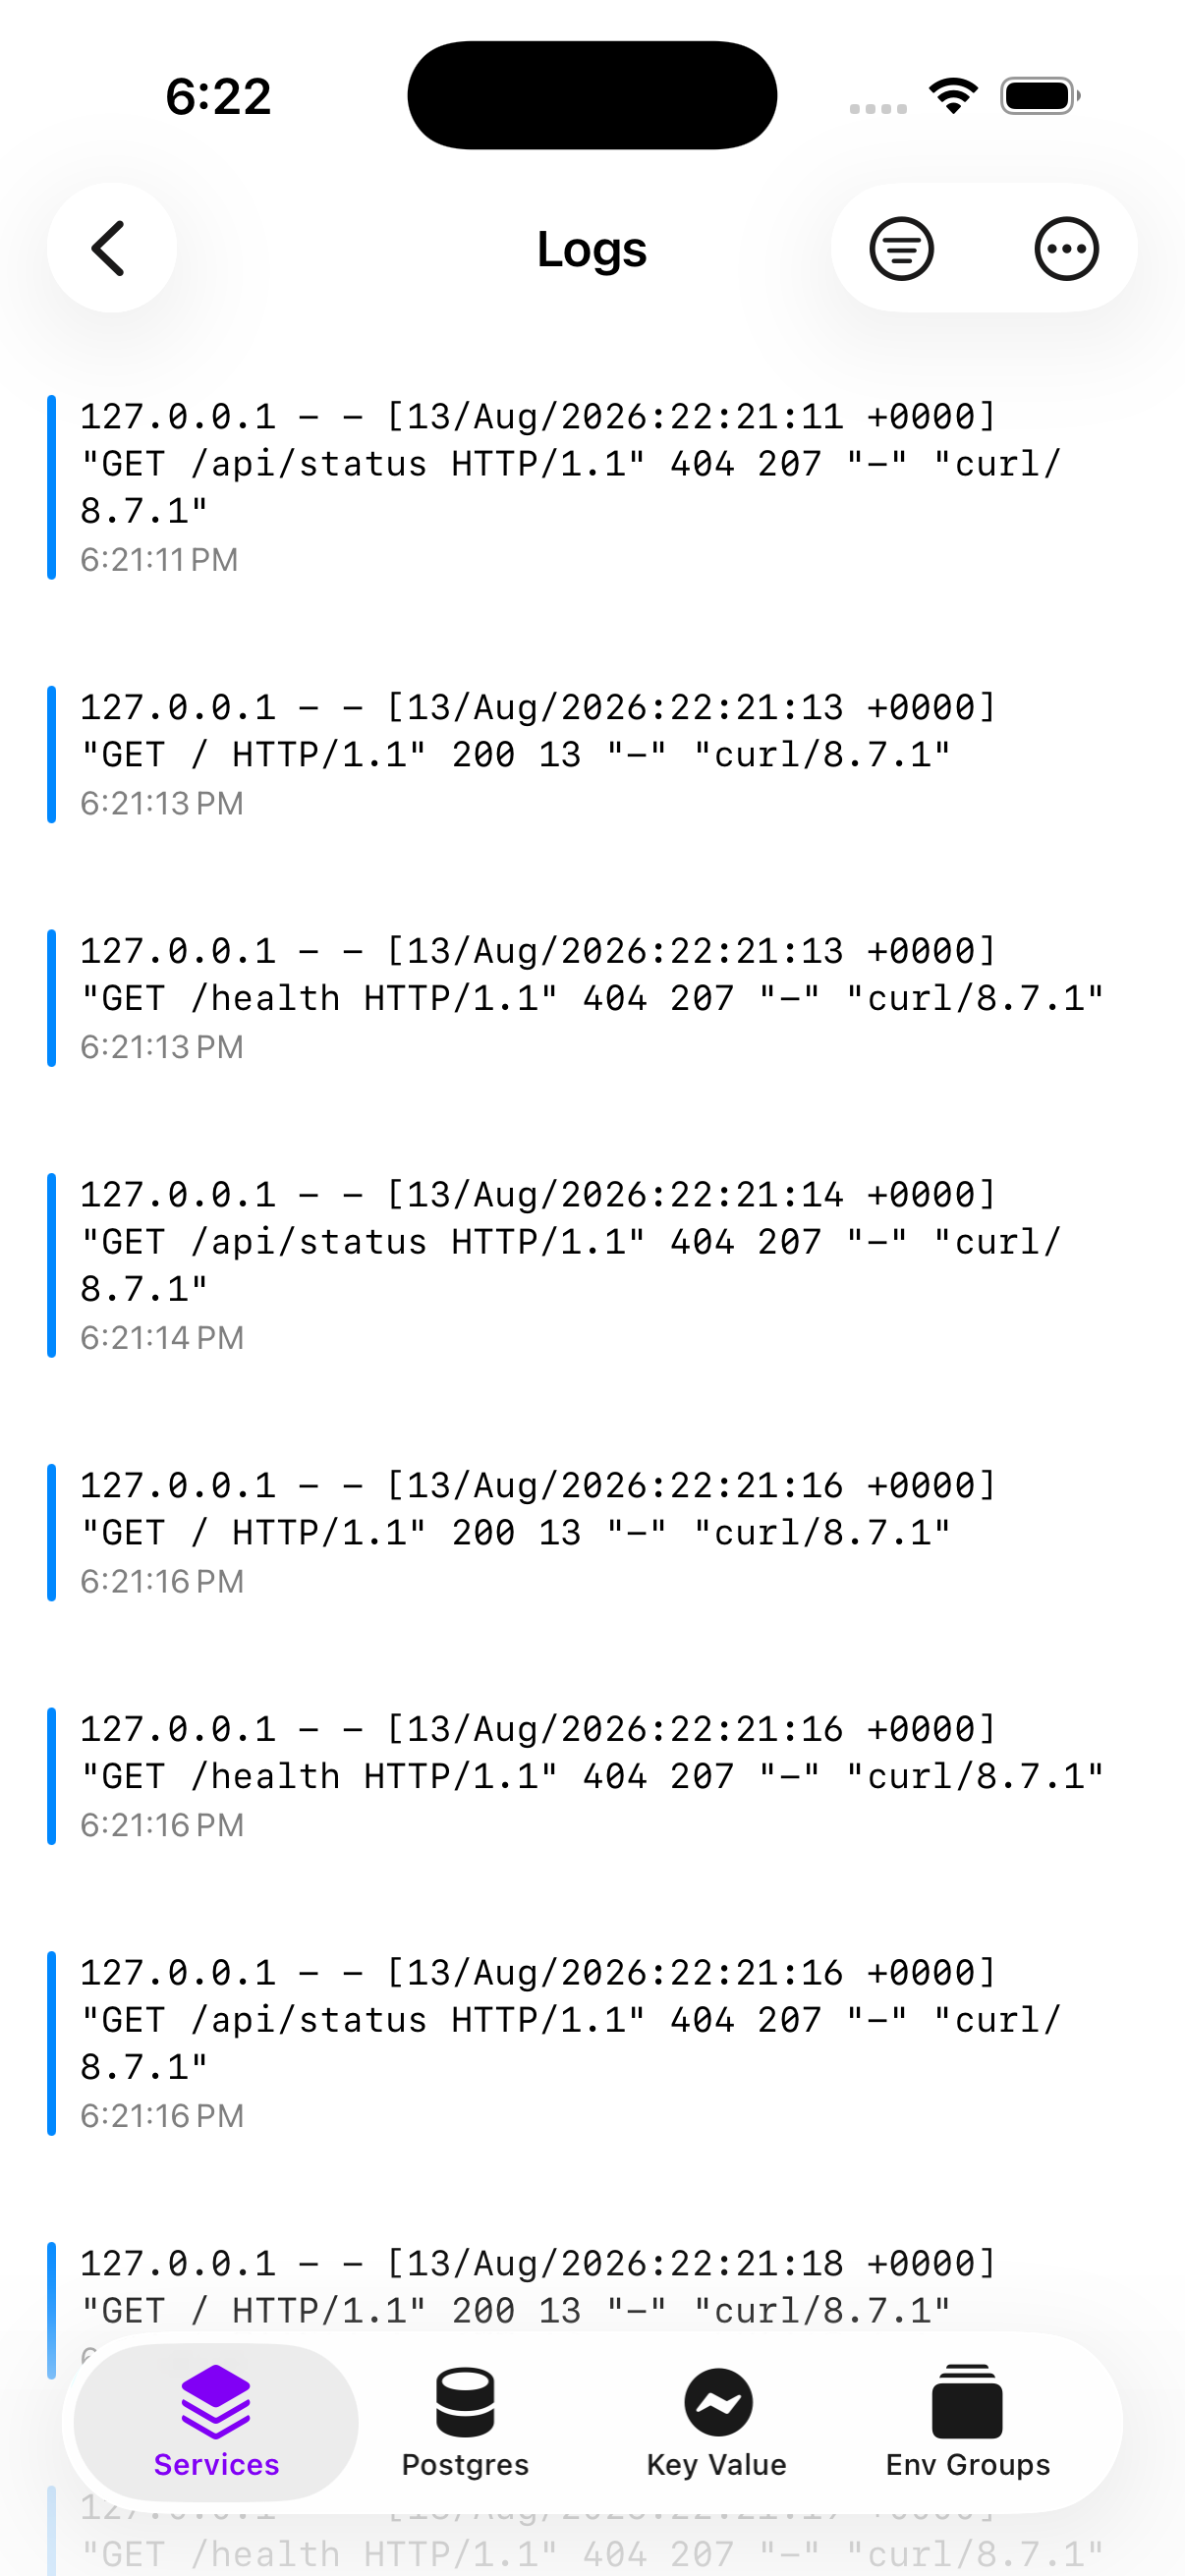 6:22
Logs
127.0.0.1 - - [13/Aug/2026:22:21:11 +0000]
"GET /api/status HTTP/1.1" 404 207 "-" "curl/
8.7.1"
6:21:11 PM
127.0.0.1 - - [13/Aug/2026:22:21:13 +0000]
"GET / HTTP/1.1" 200 13 "-" "curl/8.7.1"
6:21:13 PM
127.0.0.1 - - [13/Aug/2026:22:21:13 +0000]
"GET /health HTTP/1.1" 404 207 "-" "curl/8.7.1"
6:21:13 PM
127.0.0.1 - - [13/Aug/2026:22:21:14 +0000]
"GET /api/status HTTP/1.1" 404 207 "-" "curl/
8.7.1"
6:21:14 PM
127.0.0.1 - - [13/Aug/2026:22:21:16 +0000]
"GET / HTTP/1.1" 200 13 "-" "curl/8.7.1"
6:21:16 PM
127.0.0.1 - - [13/Aug/2026:22:21:16 +0000]
"GET /health HTTP/1.1" 404 207 "-" "curl/8.7.1"
6:21:16 PM
127.0.0.1 - - [13/Aug/2026:22:21:16 +0000]
"GET /api/status HTTP/1.1" 404 207 "-" "curl/
8.7.1"
6:21:16 PM
127.0.0.1 - - [13/Aug/2026:22:21:18 +0000]
"GET / HTTP/1.1" 200 13 "-" "curl/8.7.1"
Services Postgres Key Value Env Groups
"GET /health HTTP/1.1" 404 207 "-" "curl/8.7.1"